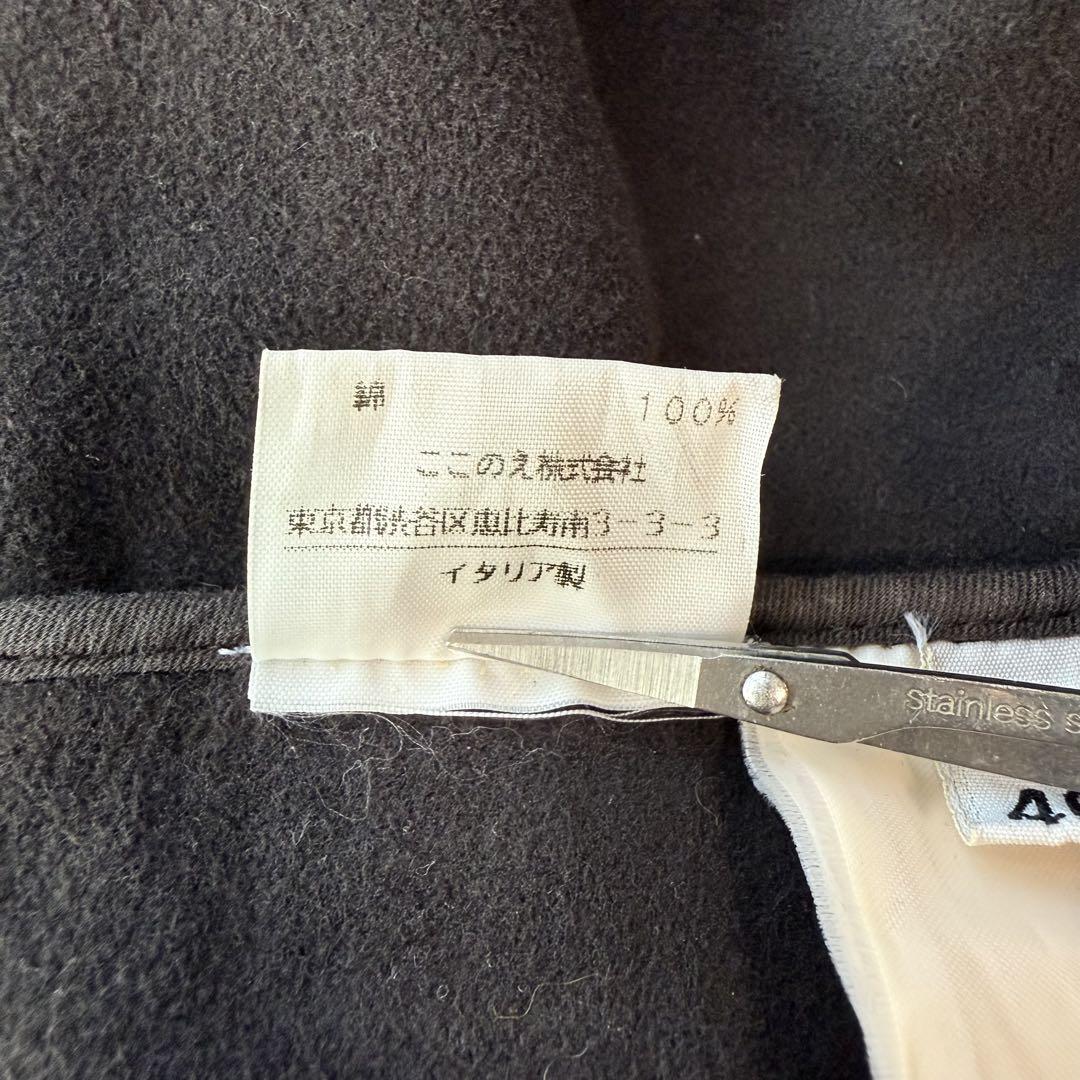 綿 100%
ここのえ株式会社
東京都渋谷区恵比寿南3-3-3
イタリア製
stainless